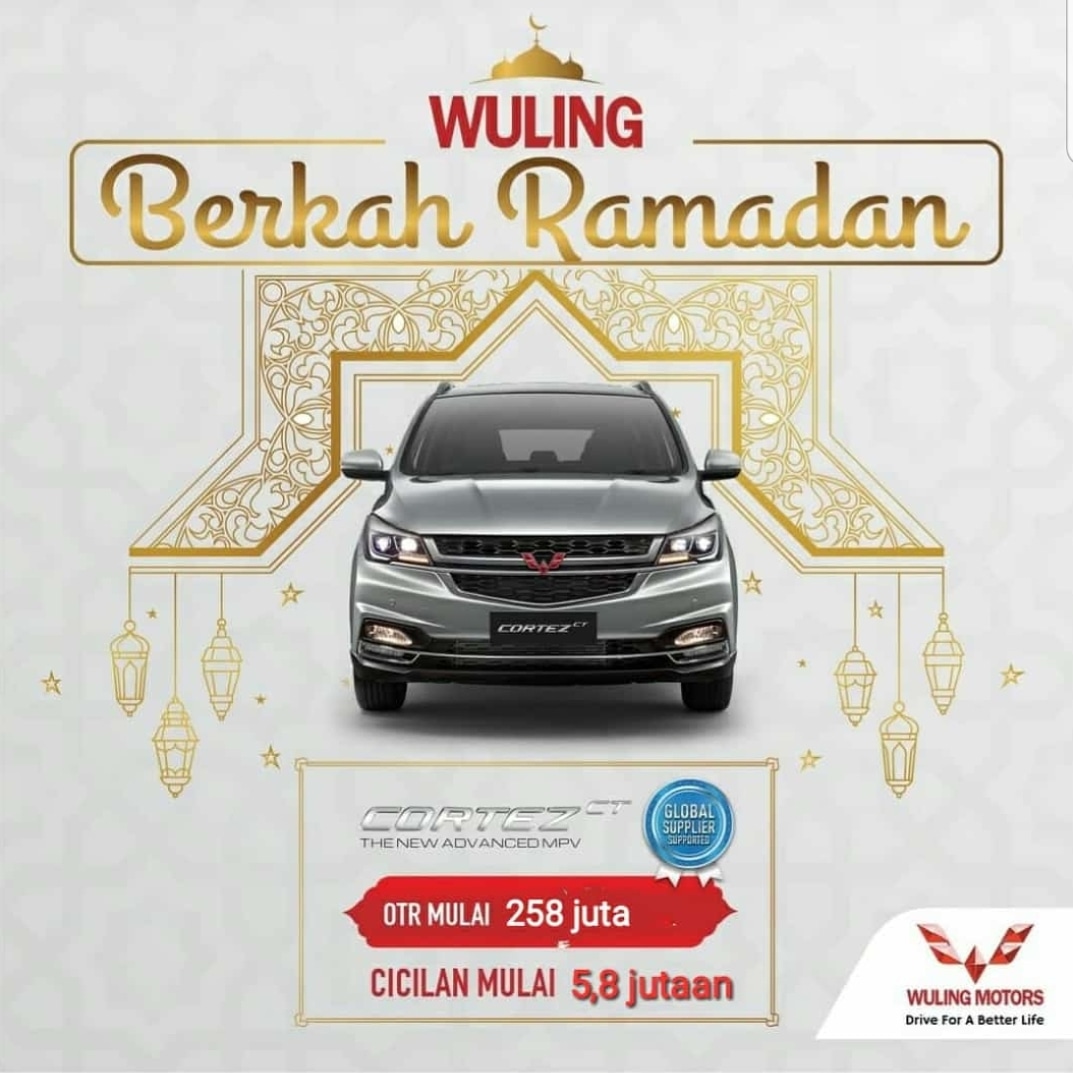 WULING
Berkah Ramadan
CORTEZ CT
CORTEZ CT
THE NEW ADVANCED MPV
GLOBAL
SUPPLIER
SUPPORTED
OTR MULAI 258 juta
CICILAN MULAI 5,8 jutaan
WULING MOTORS
Drive For A Better Life